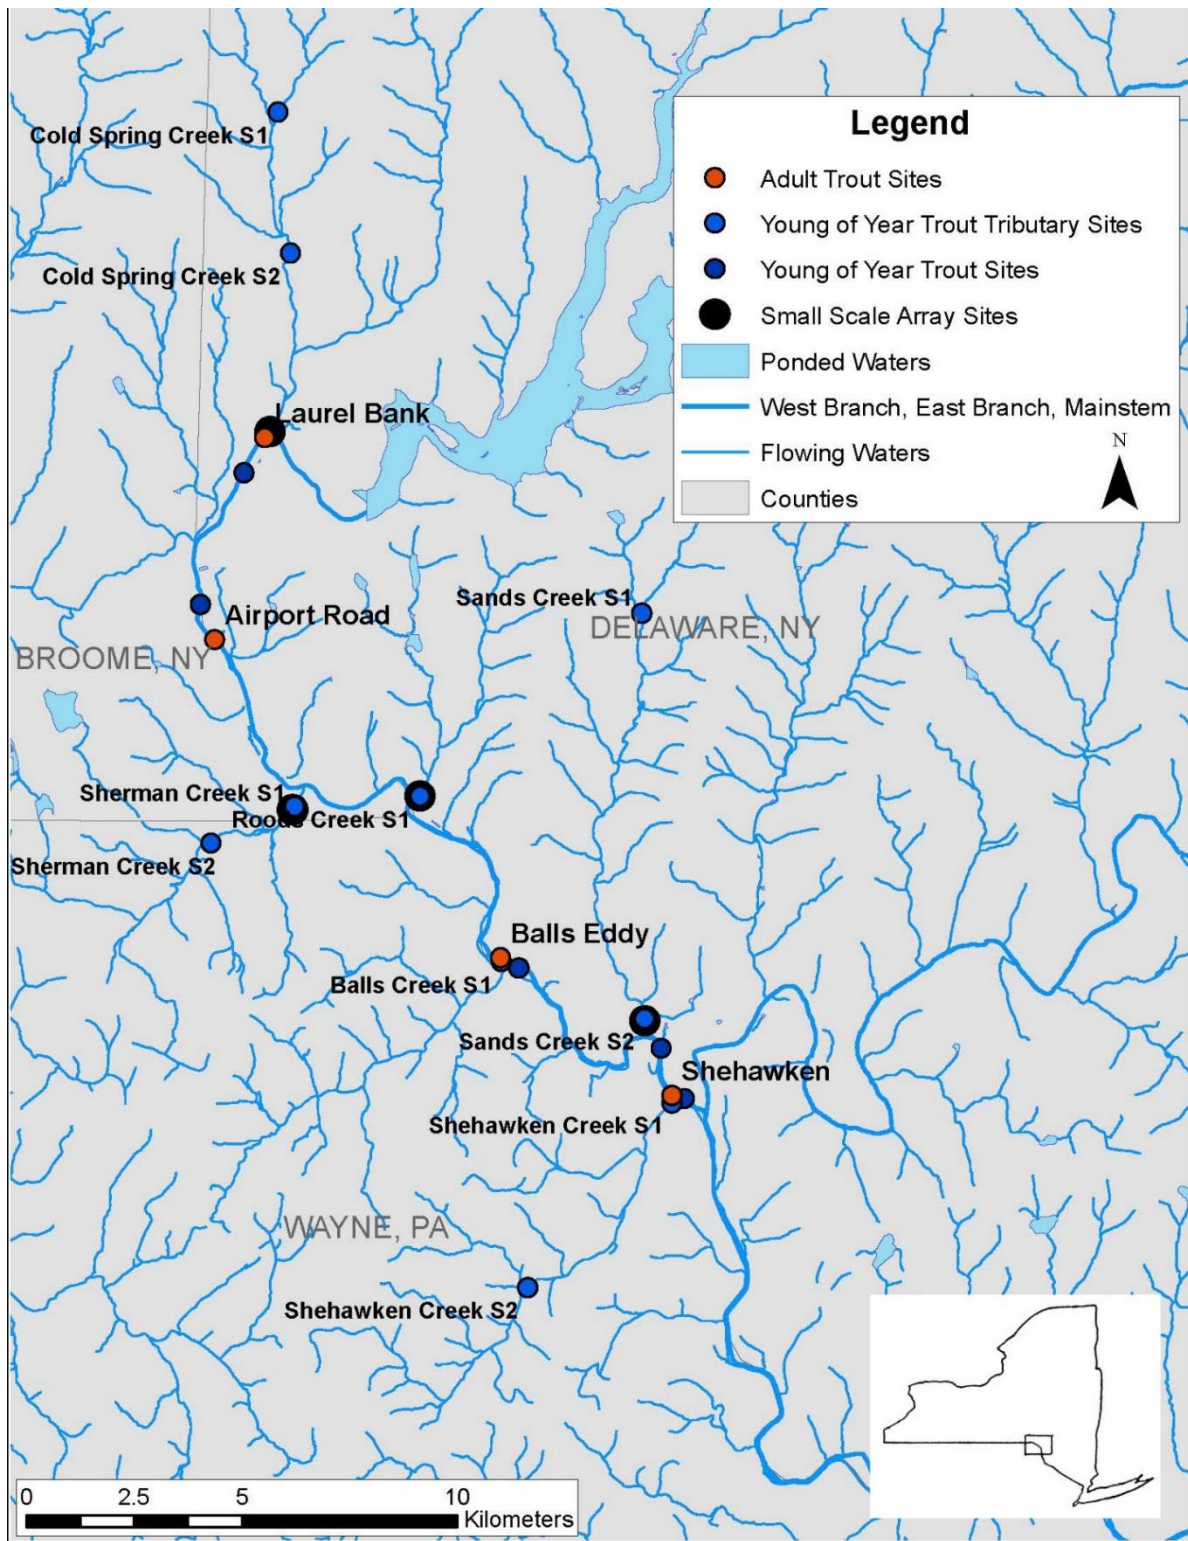 Cold Spring Creek S1
Legend
Adult Trout Sites
Young of Year Trout Tributary Sites
Cold Spring Creek S2
Young of Year Trout Sites
Small Scale Array Sites
Ponded Waters
Laurel Bank
West Branch, East Branch, Mainstem
N
Flowing Waters
Counties
Sands Creek S1
Airport Road
DELAWARE, NY
BROOME, NY
Sherman Creek S1
Roods Creek S1
Sherman Creek S2
Balls Eddy
Balls Creek S1
Sands Creek S2
Shehawken
Shehawken Creek S1
WAYNE, PA
Shehawken Creek S2
0 2.5 5 10
Kilometers